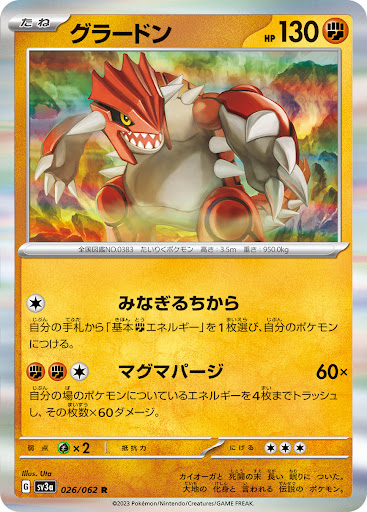 たね
グラードン
HP 130
全国図鑑NO.0383 たいりくポケモン 高さ：3.5m 重さ：950.0kg
みなぎるちから
自分の手札から「基本エネルギー」を1枚選び、自分のポケモン
につける。
マグマパージ 60×
自分の場のポケモンについているエネルギーを4枚までトラッシュ
し、その枚数×60ダメージ。
弱点 ×2 抵抗力 にげる
Illus. Uta
G sv3a 026/062 R
カイオーガと 死闘の末 長い 眠りに ついた。
大地の 化身と 言われる 伝説の ポケモン。
©2023 Pokémon/Nintendo/Creatures/GAME FREAK.